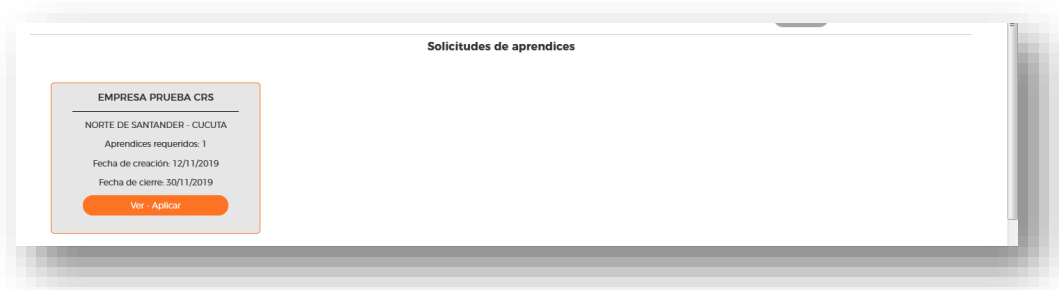 Solicitudes de aprendices
EMPRESA PRUEBA CRS
NORTE DE SANTANDER - CUCUTA
Aprendices requeridos: 1
Fecha de creación: 12/11/2019
Fecha de cierre: 30/11/2019
Ver - Aplicar